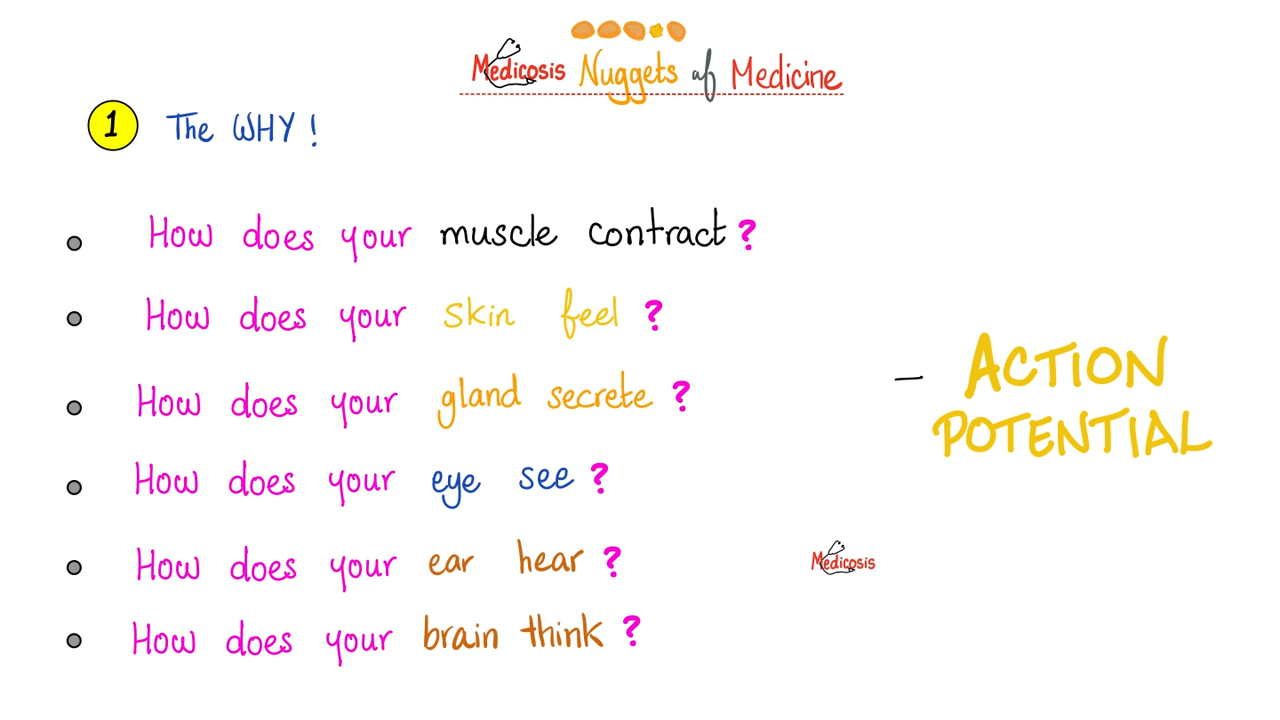 Medicosis Nuggets of Medicine
1 The WHY!
How does your muscle contract?
How does your skin feel?
How does your gland secrete?
How does your eye see?
How does your ear hear?
How does your brain think?
– ACTION
POTENTIAL
Medicosis